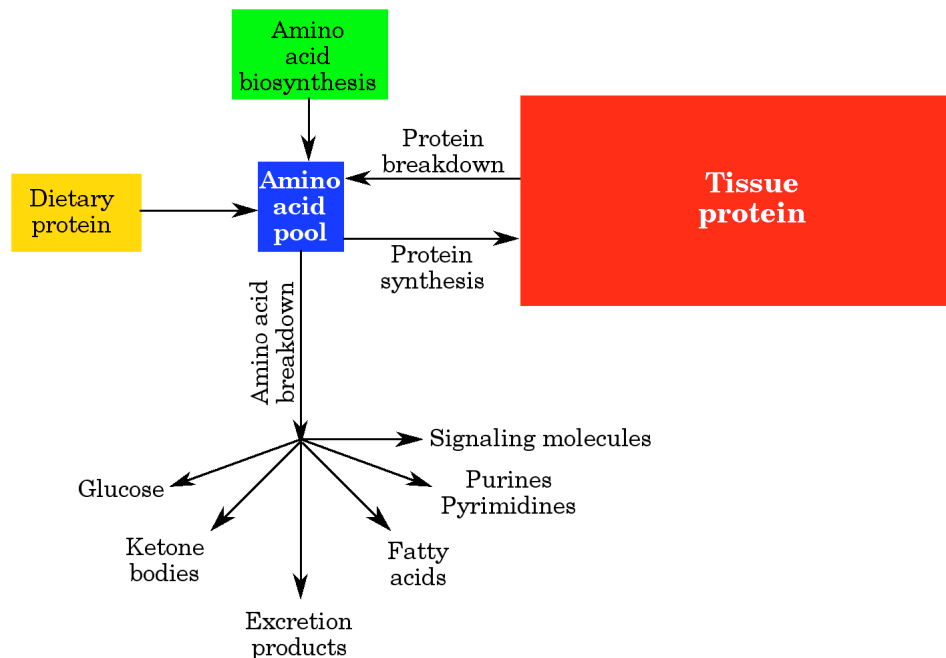 Amino
acid
biosynthesis
Protein
breakdown
Tissue
protein
Dietary
protein
Amino
acid
pool
Protein
synthesis
Amino acid
breakdown
Signaling molecules
Glucose
Purines
Pyrimidines
Ketone
bodies
Fatty
acids
Excretion
products